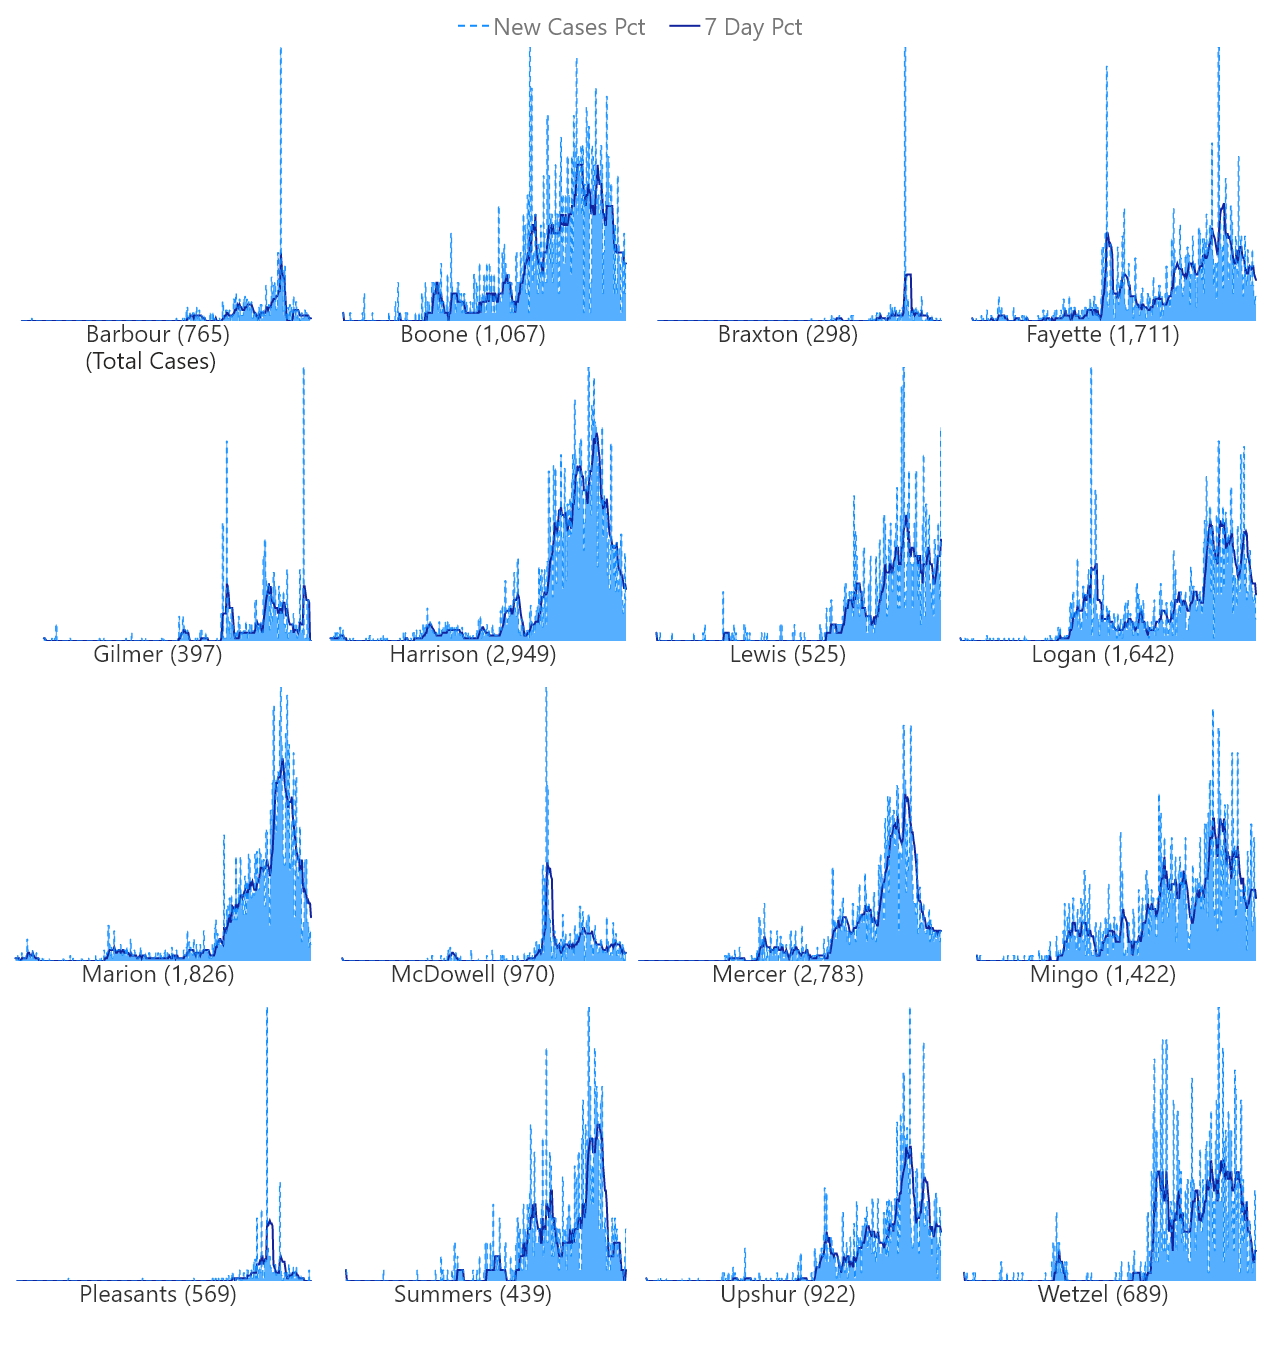 New Cases Pct 7 Day Pct
Barbour (765) Boone (1,067) Braxton (298) Fayette (1,711)
(Total Cases)
Gilmer (397) Harrison (2,949) Lewis (525) Logan (1,642)
Marion (1,826) McDowell (970) Mercer (2,783) Mingo (1,422)
Pleasants (569) Summers (439) Upshur (922) Wetzel (689)